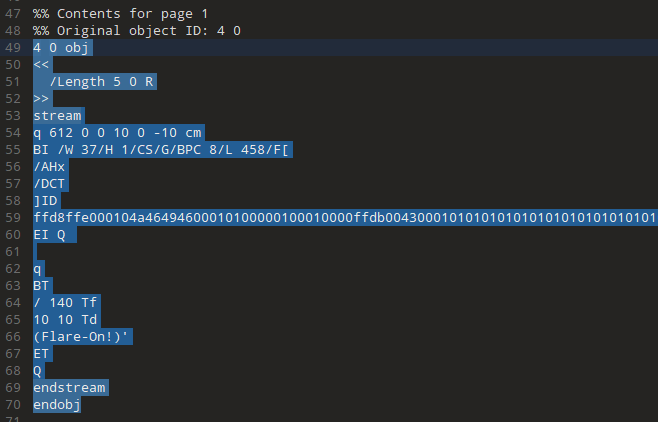 47 %% Contents for page 1
48 %% Original object ID: 4 0
49 4 0 obj
50 <<
51 /Length 5 0 R
52 >>
53 stream
54 q 612 0 0 10 0 -10 cm
55 BI /W 37/H 1/CS/G/BPC 8/L 458/F[
56 /AHx
57 /DCT
58 ]ID
59 ffd8ffe000104a46494600010100000100010000ffdb00430001010101010101010101010101010101
60 EI Q
61
62 q
63 BT
64 / 140 Tf
65 10 10 Td
66 (Flare-On!)'
67 ET
68 Q
69 endstream
70 endobj
71